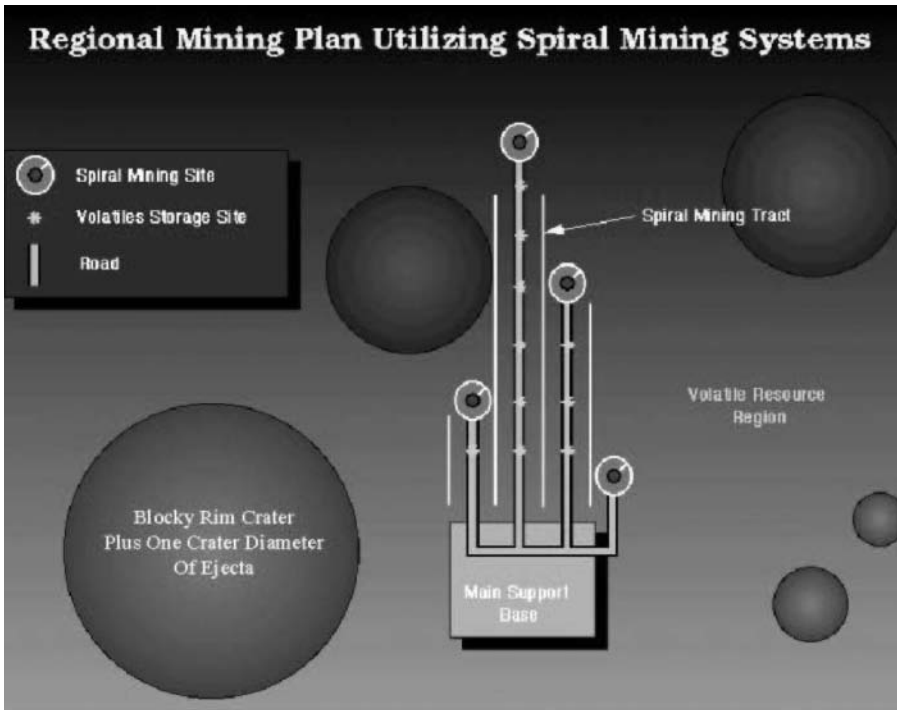 Regional Mining Plan Utilizing Spiral Mining Systems
Spiral Mining Site
Volatiles Storage Site
Road
Spiral Mining Tract
Volatile Resource
Region
Blocky Rim Crater
Plus One Crater Diameter
Of Ejecta
Main Support
Base